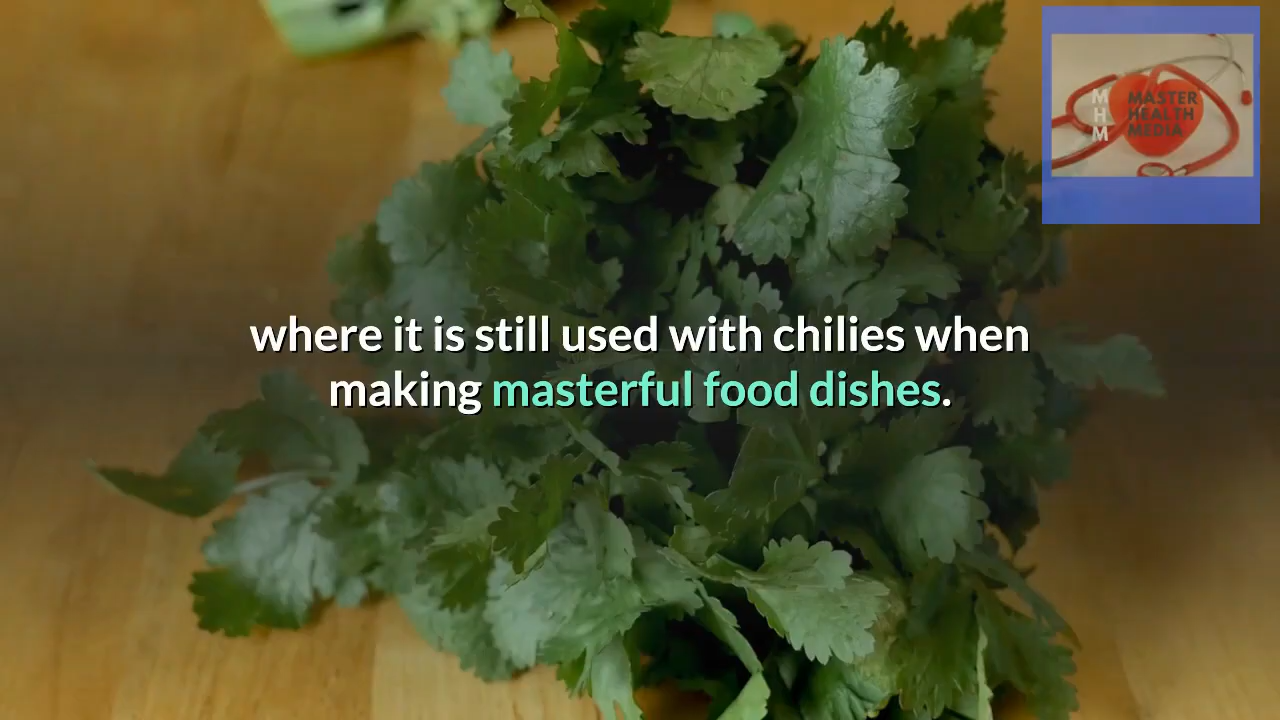 M
H
M
MASTER
HEALTH
MEDIA
where it is still used with chilies when
making masterful food dishes.